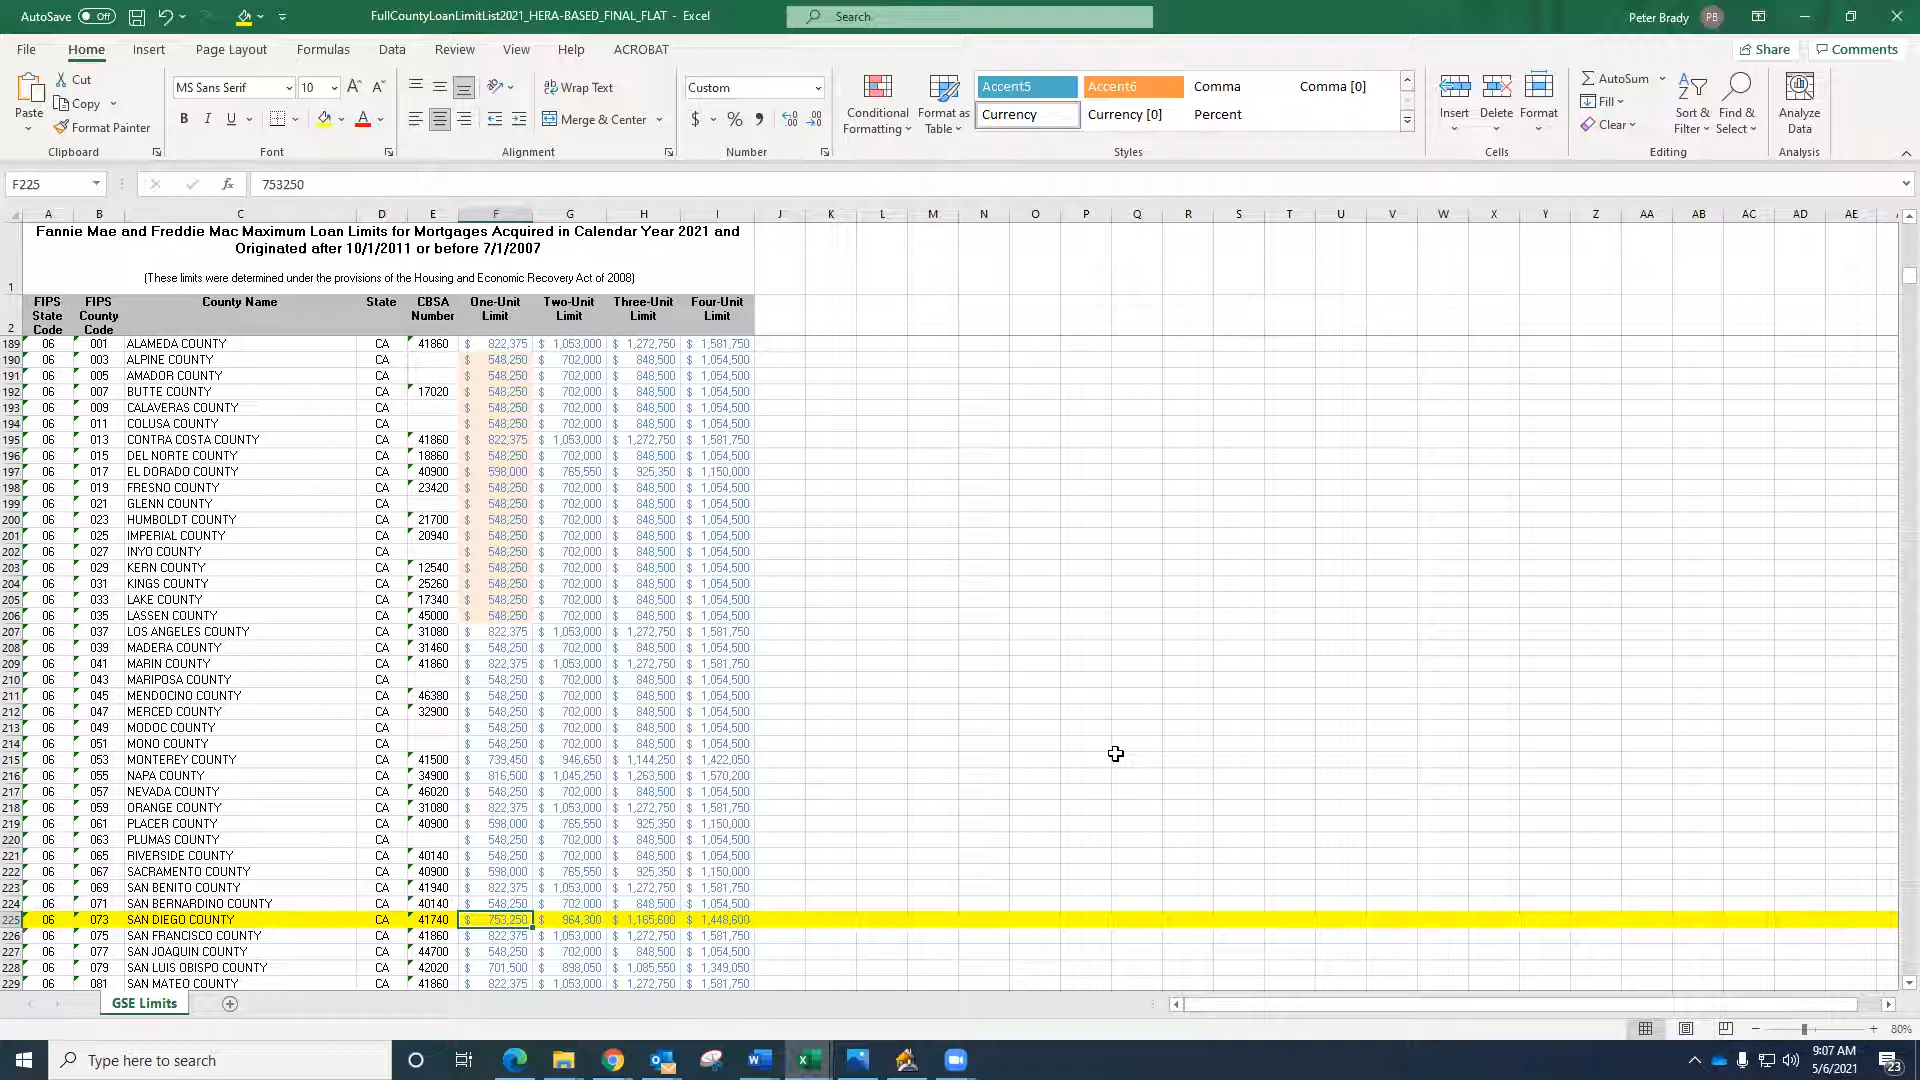 AutoSave Off FullCountyLoanLimitList2021_HERA-BASED_FINAL_FLAT - Excel Search Peter Brady PB
File Home Insert Page Layout Formulas Data Review View Help ACROBAT Share Comments
Paste Cut Copy Format Painter
MS Sans Serif 10
Wrap Text
Merge & Center
Custom
Conditional Formatting
Format as Table
Accent5 Accent6 Comma Comma [0]
Currency Currency [0] Percent
Insert Delete Format
AutoSum Fill Clear
Sort & Filter
Find & Select
Analyze Data
Clipboard Font Alignment Number Styles Cells Editing Analysis
F225 fx 753250
A B C D E F G H I J K L M N O P Q R S T U V W X Y Z AA AB AC AD AE
Fannie Mae and Freddie Mac Maximum Loan Limits for Mortgages Acquired in Calendar Year 2021 and
Originated after 10/1/2011 or before 7/1/2007
1 (These limits were determined under the provisions of the Housing and Economic Recovery Act of 2008)
2 FIPS State Code FIPS County Code County Name State CBSA Number One-Unit Limit Two-Unit Limit Three-Unit Limit Four-Unit Limit
189 06 001 ALAMEDA COUNTY CA 41860 $ 822,375 $ 1,053,000 $ 1,272,750 $ 1,581,750
190 06 003 ALPINE COUNTY CA $ 548,250 $ 702,000 $ 848,500 $ 1,054,500
191 06 005 AMADOR COUNTY CA $ 548,250 $ 702,000 $ 848,500 $ 1,054,500
192 06 007 BUTTE COUNTY CA 17020 $ 548,250 $ 702,000 $ 848,500 $ 1,054,500
193 06 009 CALAVERAS COUNTY CA $ 548,250 $ 702,000 $ 848,500 $ 1,054,500
194 06 011 COLUSA COUNTY CA $ 548,250 $ 702,000 $ 848,500 $ 1,054,500
195 06 013 CONTRA COSTA COUNTY CA 41860 $ 822,375 $ 1,053,000 $ 1,272,750 $ 1,581,750
196 06 015 DEL NORTE COUNTY CA 18860 $ 548,250 $ 702,000 $ 848,500 $ 1,054,500
197 06 017 EL DORADO COUNTY CA 40900 $ 598,000 $ 765,550 $ 925,350 $ 1,150,000
198 06 019 FRESNO COUNTY CA 23420 $ 548,250 $ 702,000 $ 848,500 $ 1,054,500
199 06 021 GLENN COUNTY CA $ 548,250 $ 702,000 $ 848,500 $ 1,054,500
200 06 023 HUMBOLDT COUNTY CA 21700 $ 548,250 $ 702,000 $ 848,500 $ 1,054,500
201 06 025 IMPERIAL COUNTY CA 20940 $ 548,250 $ 702,000 $ 848,500 $ 1,054,500
202 06 027 INYO COUNTY CA $ 548,250 $ 702,000 $ 848,500 $ 1,054,500
203 06 029 KERN COUNTY CA 12540 $ 548,250 $ 702,000 $ 848,500 $ 1,054,500
204 06 031 KINGS COUNTY CA 25260 $ 548,250 $ 702,000 $ 848,500 $ 1,054,500
205 06 033 LAKE COUNTY CA 17340 $ 548,250 $ 702,000 $ 848,500 $ 1,054,500
206 06 035 LASSEN COUNTY CA 45000 $ 548,250 $ 702,000 $ 848,500 $ 1,054,500
207 06 037 LOS ANGELES COUNTY CA 31080 $ 822,375 $ 1,053,000 $ 1,272,750 $ 1,581,750
208 06 039 MADERA COUNTY CA 31460 $ 548,250 $ 702,000 $ 848,500 $ 1,054,500
209 06 041 MARIN COUNTY CA 41860 $ 822,375 $ 1,053,000 $ 1,272,750 $ 1,581,750
210 06 043 MARIPOSA COUNTY CA $ 548,250 $ 702,000 $ 848,500 $ 1,054,500
211 06 045 MENDOCINO COUNTY CA 46380 $ 548,250 $ 702,000 $ 848,500 $ 1,054,500
212 06 047 MERCED COUNTY CA 32900 $ 548,250 $ 702,000 $ 848,500 $ 1,054,500
213 06 049 MODOC COUNTY CA $ 548,250 $ 702,000 $ 848,500 $ 1,054,500
214 06 051 MONO COUNTY CA $ 548,250 $ 702,000 $ 848,500 $ 1,054,500
215 06 053 MONTEREY COUNTY CA 41500 $ 739,450 $ 946,650 $ 1,144,250 $ 1,422,050
216 06 055 NAPA COUNTY CA 34900 $ 816,500 $ 1,045,250 $ 1,263,500 $ 1,570,200
217 06 057 NEVADA COUNTY CA 46020 $ 548,250 $ 702,000 $ 848,500 $ 1,054,500
218 06 059 ORANGE COUNTY CA 31080 $ 822,375 $ 1,053,000 $ 1,272,750 $ 1,581,750
219 06 061 PLACER COUNTY CA 40900 $ 598,000 $ 765,550 $ 925,350 $ 1,150,000
220 06 063 PLUMAS COUNTY CA $ 548,250 $ 702,000 $ 848,500 $ 1,054,500
221 06 065 RIVERSIDE COUNTY CA 40140 $ 548,250 $ 702,000 $ 848,500 $ 1,054,500
222 06 067 SACRAMENTO COUNTY CA 40900 $ 598,000 $ 765,550 $ 925,350 $ 1,150,000
223 06 069 SAN BENITO COUNTY CA 41940 $ 822,375 $ 1,053,000 $ 1,272,750 $ 1,581,750
224 06 071 SAN BERNARDINO COUNTY CA 40140 $ 548,250 $ 702,000 $ 848,500 $ 1,054,500
225 06 073 SAN DIEGO COUNTY CA 41740 $ 753,250 $ 964,300 $ 1,165,600 $ 1,448,600
226 06 075 SAN FRANCISCO COUNTY CA 41860 $ 822,375 $ 1,053,000 $ 1,272,750 $ 1,581,750
227 06 077 SAN JOAQUIN COUNTY CA 44700 $ 548,250 $ 702,000 $ 848,500 $ 1,054,500
228 06 079 SAN LUIS OBISPO COUNTY CA 42020 $ 701,500 $ 898,050 $ 1,085,550 $ 1,349,050
229 06 081 SAN MATEO COUNTY CA 41860 $ 822,375 $ 1,053,000 $ 1,272,750 $ 1,581,750
GSE Limits
80%
Type here to search
9:07 AM
5/6/2021
23